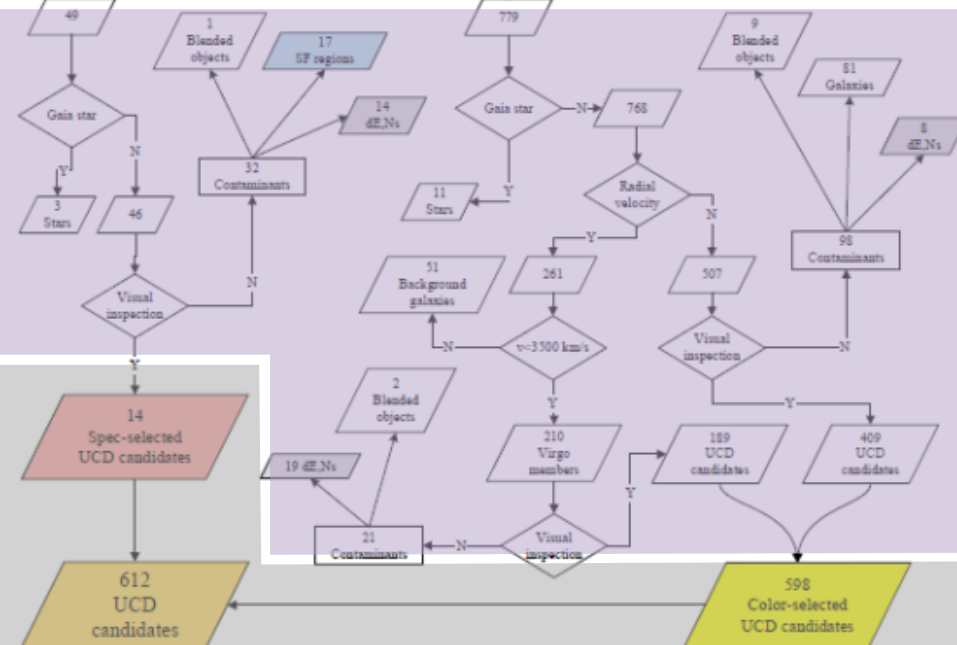 49
779
1
Blended
objects
17
SF regions
14
dE,Ns
9
Blended
objects
81
Galaxies
8
dE,Ns
Gaia star
Gaia star
N
768
N
Y
32
Contaminants
3
Stars
46
Y
11
Stars
Radial
velocity
N
98
Contaminants
Y
51
Background
galaxies
261
507
N
N
Visual
inspection
v<3500 km/s
N
Visual
inspection
N
Y
Y
Y
2
Blended
objects
14
Spec-selected
UCD candidates
210
Virgo
members
189
UCD
candidates
409
UCD
candidates
19 dE,Ns
Y
21
Contaminants
N
Visual
inspection
612
UCD
candidates
598
Color-selected
UCD candidates